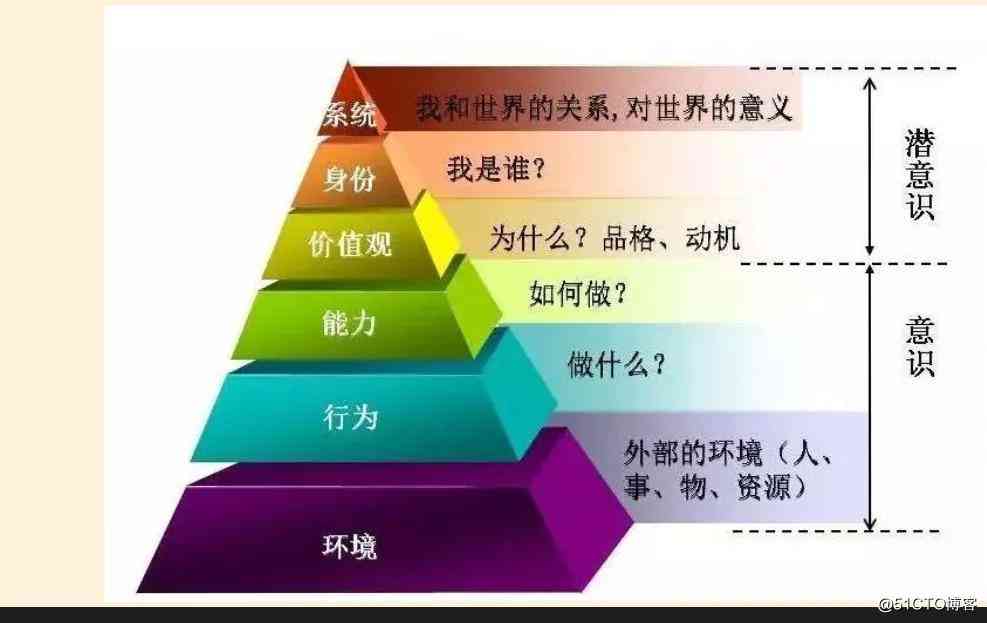 系统
我和世界的关系,对世界的意义
身份
我是谁?
价值观
为什么?品格、动机
潜意识
能力
如何做?
行为
做什么?
意识
环境
外部的环境（人、
事、物、资源）
@51CTO博客